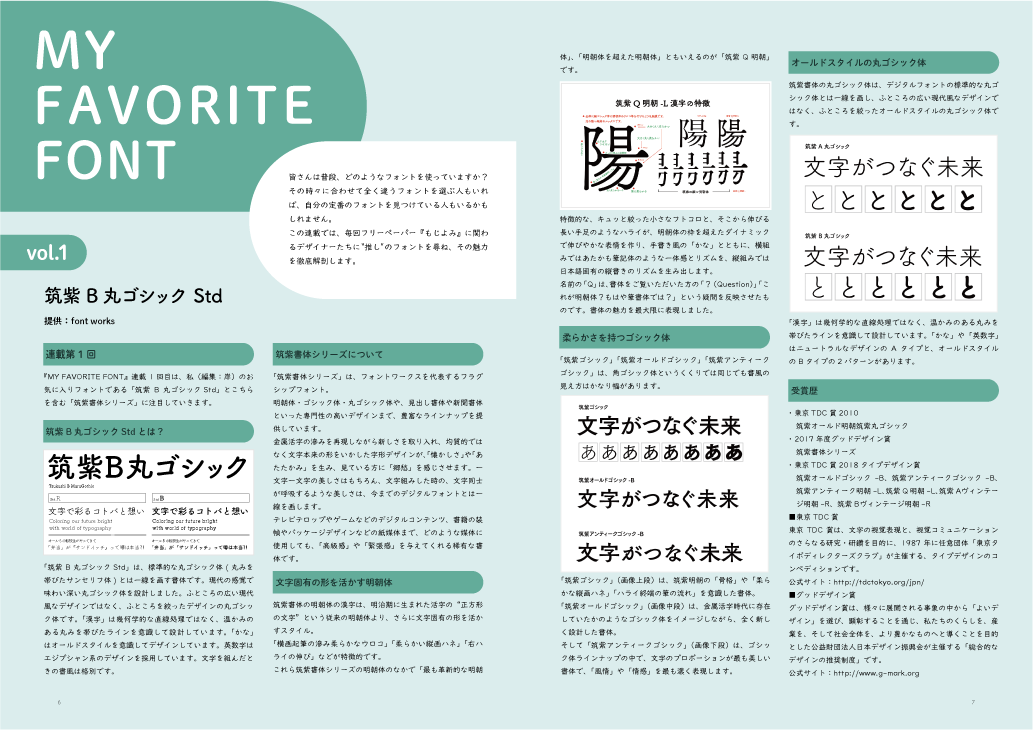 MY
FAVORITE
FONT
皆さんは普段、どのようなフォントを使っていますか？
その時々に合わせて全く違うフォントを選ぶ人もいれ
ば、自分の定番のフォントを見つけている人もいるかも
しれません。
この連載では、毎回フリーペーパー『もじよみ』に関わ
るデザイナーたちに"推し"のフォントを尋ね、その魅力
を徹底解剖します。
vol.1
筑紫 B 丸ゴシック Std
提供：font works
連載第 1 回
『MY FAVORITE FONT』連載 1 回目は、私（編集：岸）のお
気に入りフォントである「筑紫 B 丸ゴシック Std」とこちら
を含む「筑紫書体シリーズ」に注目していきます。
筑紫 B 丸ゴシック Std とは？
筑紫B丸ゴシック
Tsukushi B MaruGothic
Std R
Std B
文字で彩るコトバと想い
文字で彩るコトバと想い
Coloring our future bright
with world of typography
Coloring our future bright
with world of typography
「弁当」が「サンドイッチ」って噂は本当?!
「弁当」が「サンドイッチ」って噂は本当?!
「筑紫 B 丸ゴシック Std」は、標準的なゴシック体 ( 丸みを
帯びたサンセリフ体 ) とは一線を画す書体です。現代の感覚で
味わい深い丸ゴシック体を設計しました。ふところの広い現代
風なデザインではなく、ふところを絞ったデザインの丸ゴシッ
ク体です。「漢字」は幾何学的な直線処理ではなく、温かみの
ある丸みを帯びたラインを意識して設計しています。「かな」
はオールドスタイルを意識してデザインしています。英数字は
エジプシャン系のデザインを採用しています。文字を組んだと
きの書風は格別です。
6
筑紫書体シリーズについて
「筑紫書体シリーズ」は、フォントワークスを代表するフラグ
シップフォント。
明朝体・ゴシック体・丸ゴシック体や、見出し書体や新聞書体
といった専門性の高いデザインまで、豊富なラインナップを提
供しています。
金属活字の滲みを再現しながら新しさを取り入れ、均質的では
なく文字本来の形をいかした字形デザインが、「懐かしさ」や「あ
たたかみ」を生み、見ている方に「郷愁」を感じさせます。一
文字一文字の美しさはもちろん、文字組みした時の、文字同士
が呼吸するような美しさは、今までのデジタルフォントとは一
線を画します。
テレビテロップやゲームなどのデジタルコンテンツ、書籍の装
幀やパッケージデザインなどの紙媒体まで、どのような媒体に
使用しても、「高級感」や「緊張感」を与えてくれる稀有な書
体です。
文字固有の形を活かす明朝体
筑紫書体の明朝体の漢字は、明治期に生まれた活字の "正方形
の文字" という従来の明朝体より、さらに文字固有の形を活か
すスタイル。
「横画起筆の滲み柔らかなウロコ」「柔らかい縦画ハネ」「右ハ
ライの伸び」などが特徴的です。
これら筑紫書体シリーズの明朝体のなかで「最も革新的な明朝
体」、「明朝体を超えた明朝体」ともいえるのが「筑紫 Q 明朝」
です。
筑紫 Q 明朝 -L 漢字の特徴
陽
陽 陽
特徴的な、キュッと絞った小さなフトコロと、そこから伸びる
長い手足のようなハライが、明朝体の枠を超えたダイナミック
で伸びやかな表情を作り、手書き風の「かな」とともに、横組
みではあたかも筆記体のような一体感とリズムを、縦組みでは
日本語固有の縦書きのリズムを生み出します。
名前の「Q」は、書体をご覧いただいた方の「？ (Question)」「こ
れが明朝体？もはや筆書体では？」という疑問を反映させたも
のです。書体の魅力を最大限に表現しました。
柔らかさを持つゴシック体
「筑紫ゴシック」「筑紫オールドゴシック」「筑紫アンティーク
ゴシック」は、角ゴシック体というくくりでは同じでも書風の
見え方はかなり幅があります。
筑紫ゴシック
文字がつなぐ未来
あ あ あ あ あ あ あ あ
筑紫オールドゴシック -B
文字がつなぐ未来
筑紫アンティークゴシック -B
文字がつなぐ未来
「筑紫ゴシック」（画像上段）は、筑紫明朝の「骨格」や「柔ら
かな縦画ハネ」「ハライ終端の筆の流れ」を意識した書体。
「筑紫オールドゴシック」（画像中段）は、金属活字時代に存在
していたかのようなゴシック体をイメージしながら、全く新し
く設計した書体。
そして「筑紫アンティークゴシック」（画像下段）は、ゴシッ
ク体ラインナップの中で、文字のプロポーションが最も美しい
書体で、「風情」や「情感」を最も濃く表現します。
オールドスタイルの丸ゴシック体
筑紫書体の丸ゴシック体は、デジタルフォントの標準的な丸ゴ
シック体とは一線を画し、ふところの広い現代風なデザインで
はなく、ふところを絞ったオールドスタイルの丸ゴシック体で
す。
筑紫 A 丸ゴシック
文字がつなぐ未来
と と と と と と
筑紫 B 丸ゴシック
文字がつなぐ未来
と と と と と と
「漢字」は幾何学的な直線処理ではなく、温かみのある丸みを
帯びたラインを意識して設計しています。「かな」や「英数字」
はニュートラルなデザインの A タイプと、オールドスタイル
の B タイプの 2 パターンがあります。
受賞歴
・東京 TDC 賞 2010
筑紫オールド明朝筑紫丸ゴシック
・2017 年度グッドデザイン賞
筑紫書体シリーズ
・東京 TDC 賞 2018 タイプデザイン賞
筑紫オールドゴシック -B、筑紫アンティークゴシック -B、
筑紫アンティーク明朝 -L、筑紫 Q 明朝 -L、筑紫 Aヴィンテー
ジ明朝 -R、筑紫 Bヴィンテージ明朝 -R
■東京 TDC 賞
東京 TDC 賞は、文字の視覚表現と、視覚コミュニケーション
のさらなる研究・研鑽を目的に、1987 年に任意団体「東京タ
イポディレクターズクラブ」が主催する、タイプデザインのコ
ンペティションです。
公式サイト：http://tdctokyo.org/jpn/
■グッドデザイン賞
グッドデザイン賞は、様々に展開される事象の中から「よいデ
ザイン」を選び、顕彰することを通じ、私たちのくらしを、産
業を、そして社会全体を、より豊かなものへと導くことを目的
とした公益財団法人日本デザイン振興会が主催する「総合的な
デザインの推奨制度」です。
公式サイト：http://www.g-mark.org
7